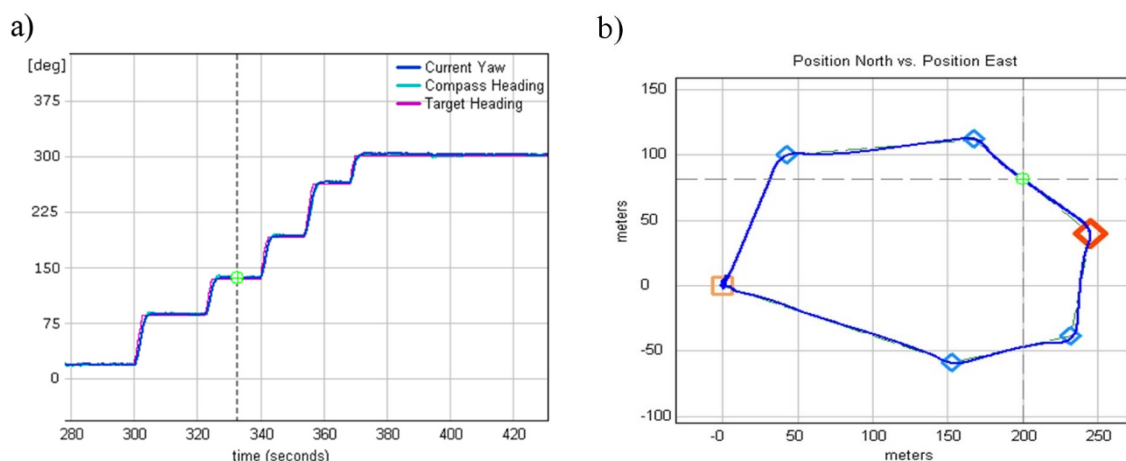 a)
[deg]
Current Yaw
Compass Heading
Target Heading
375
300
225
150
75
0
280 300 320 340 360 380 400 420
time (seconds)
b)
Position North vs. Position East
meters
150
100
50
0
-50
-100
-0 50 100 150 200 250
meters